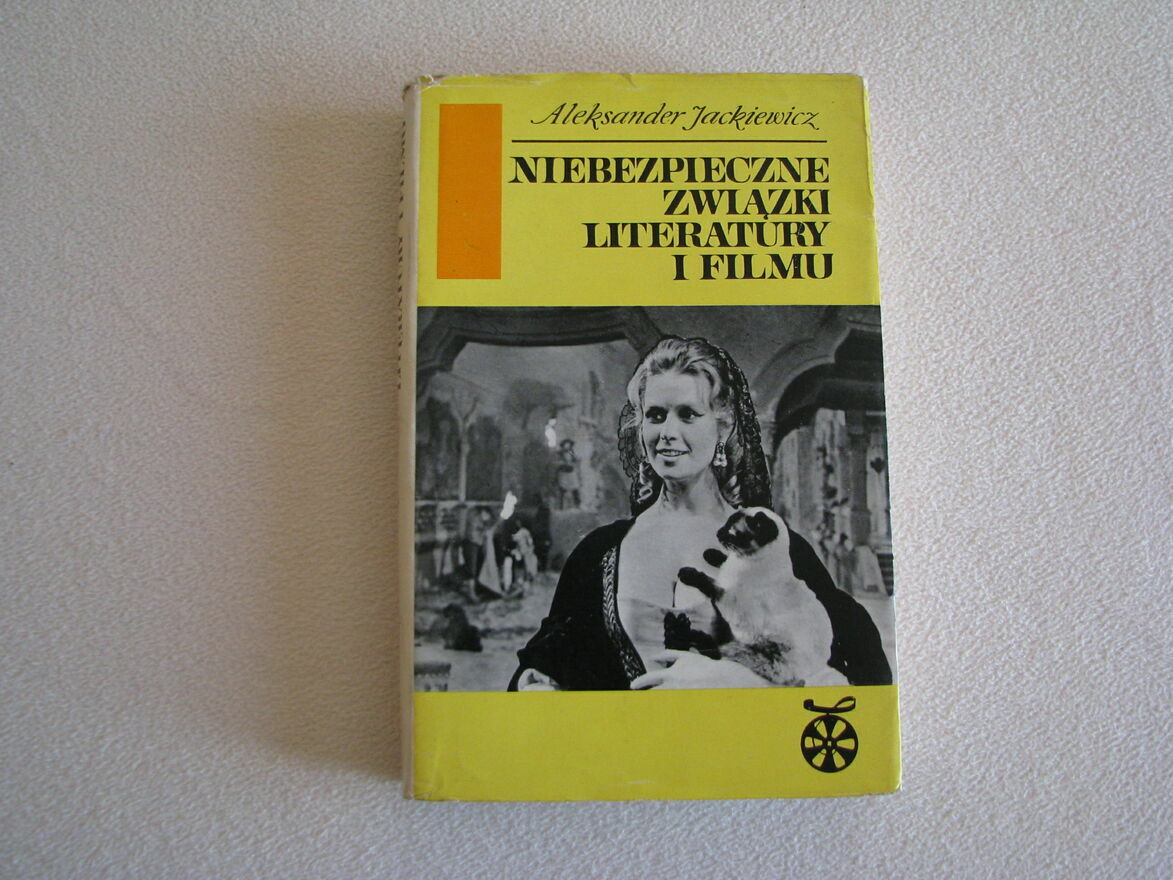 Aleksander Jackiewicz
NIEBEZPIECZNE
ZWIĄZKI
LITERATURY
I FILMU